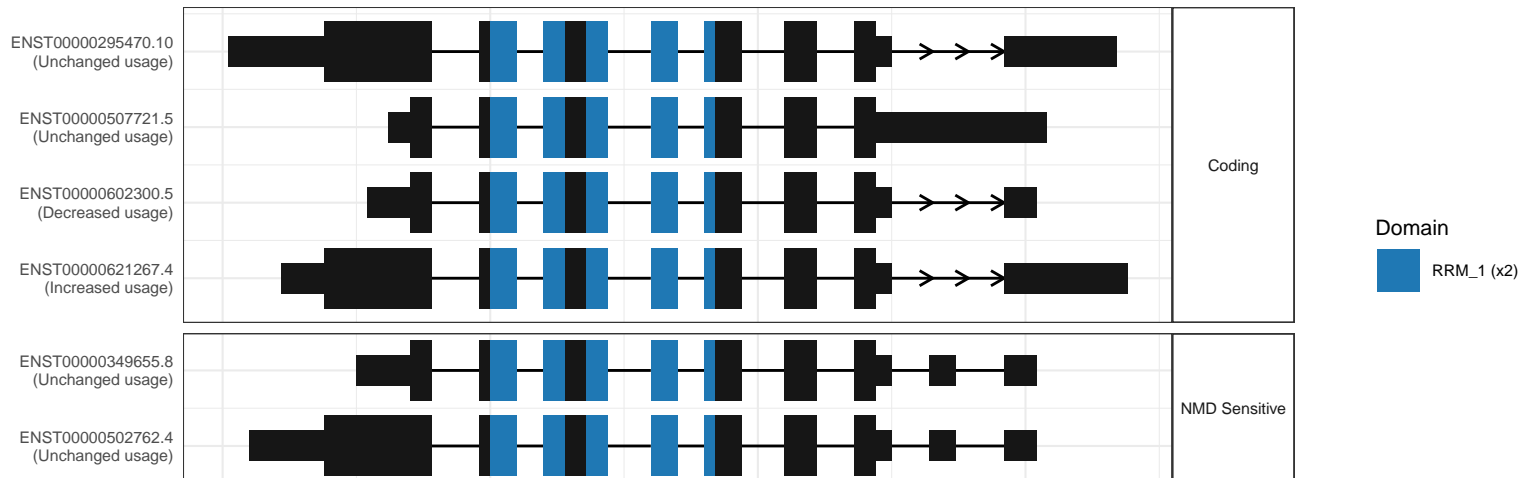 ENST00000295470.10
(Unchanged usage)
ENST00000507721.5
(Unchanged usage)
ENST00000602300.5
(Decreased usage)
ENST00000621267.4
(Increased usage)
Coding
ENST00000349655.8
(Unchanged usage)
ENST00000502762.4
(Unchanged usage)
NMD Sensitive
Domain
RRM_1 (x2)